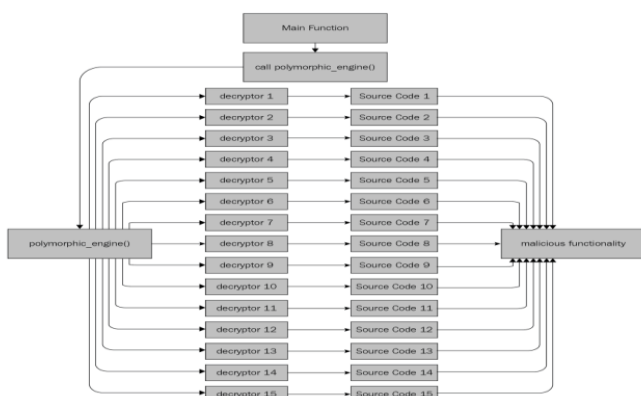 Main Function
call polymorphic_engine()
decryptor 1 Source Code 1
decryptor 2 Source Code 2
decryptor 3 Source Code 3
decryptor 4 Source Code 4
decryptor 5 Source Code 5
decryptor 6 Source Code 6
decryptor 7 Source Code 7
polymorphic_engine() decryptor 8 Source Code 8 malicious functionality
decryptor 9 Source Code 9
decryptor 10 Source Code 10
decryptor 11 Source Code 11
decryptor 12 Source Code 12
decryptor 13 Source Code 13
decryptor 14 Source Code 14
decryptor 15 Source Code 15